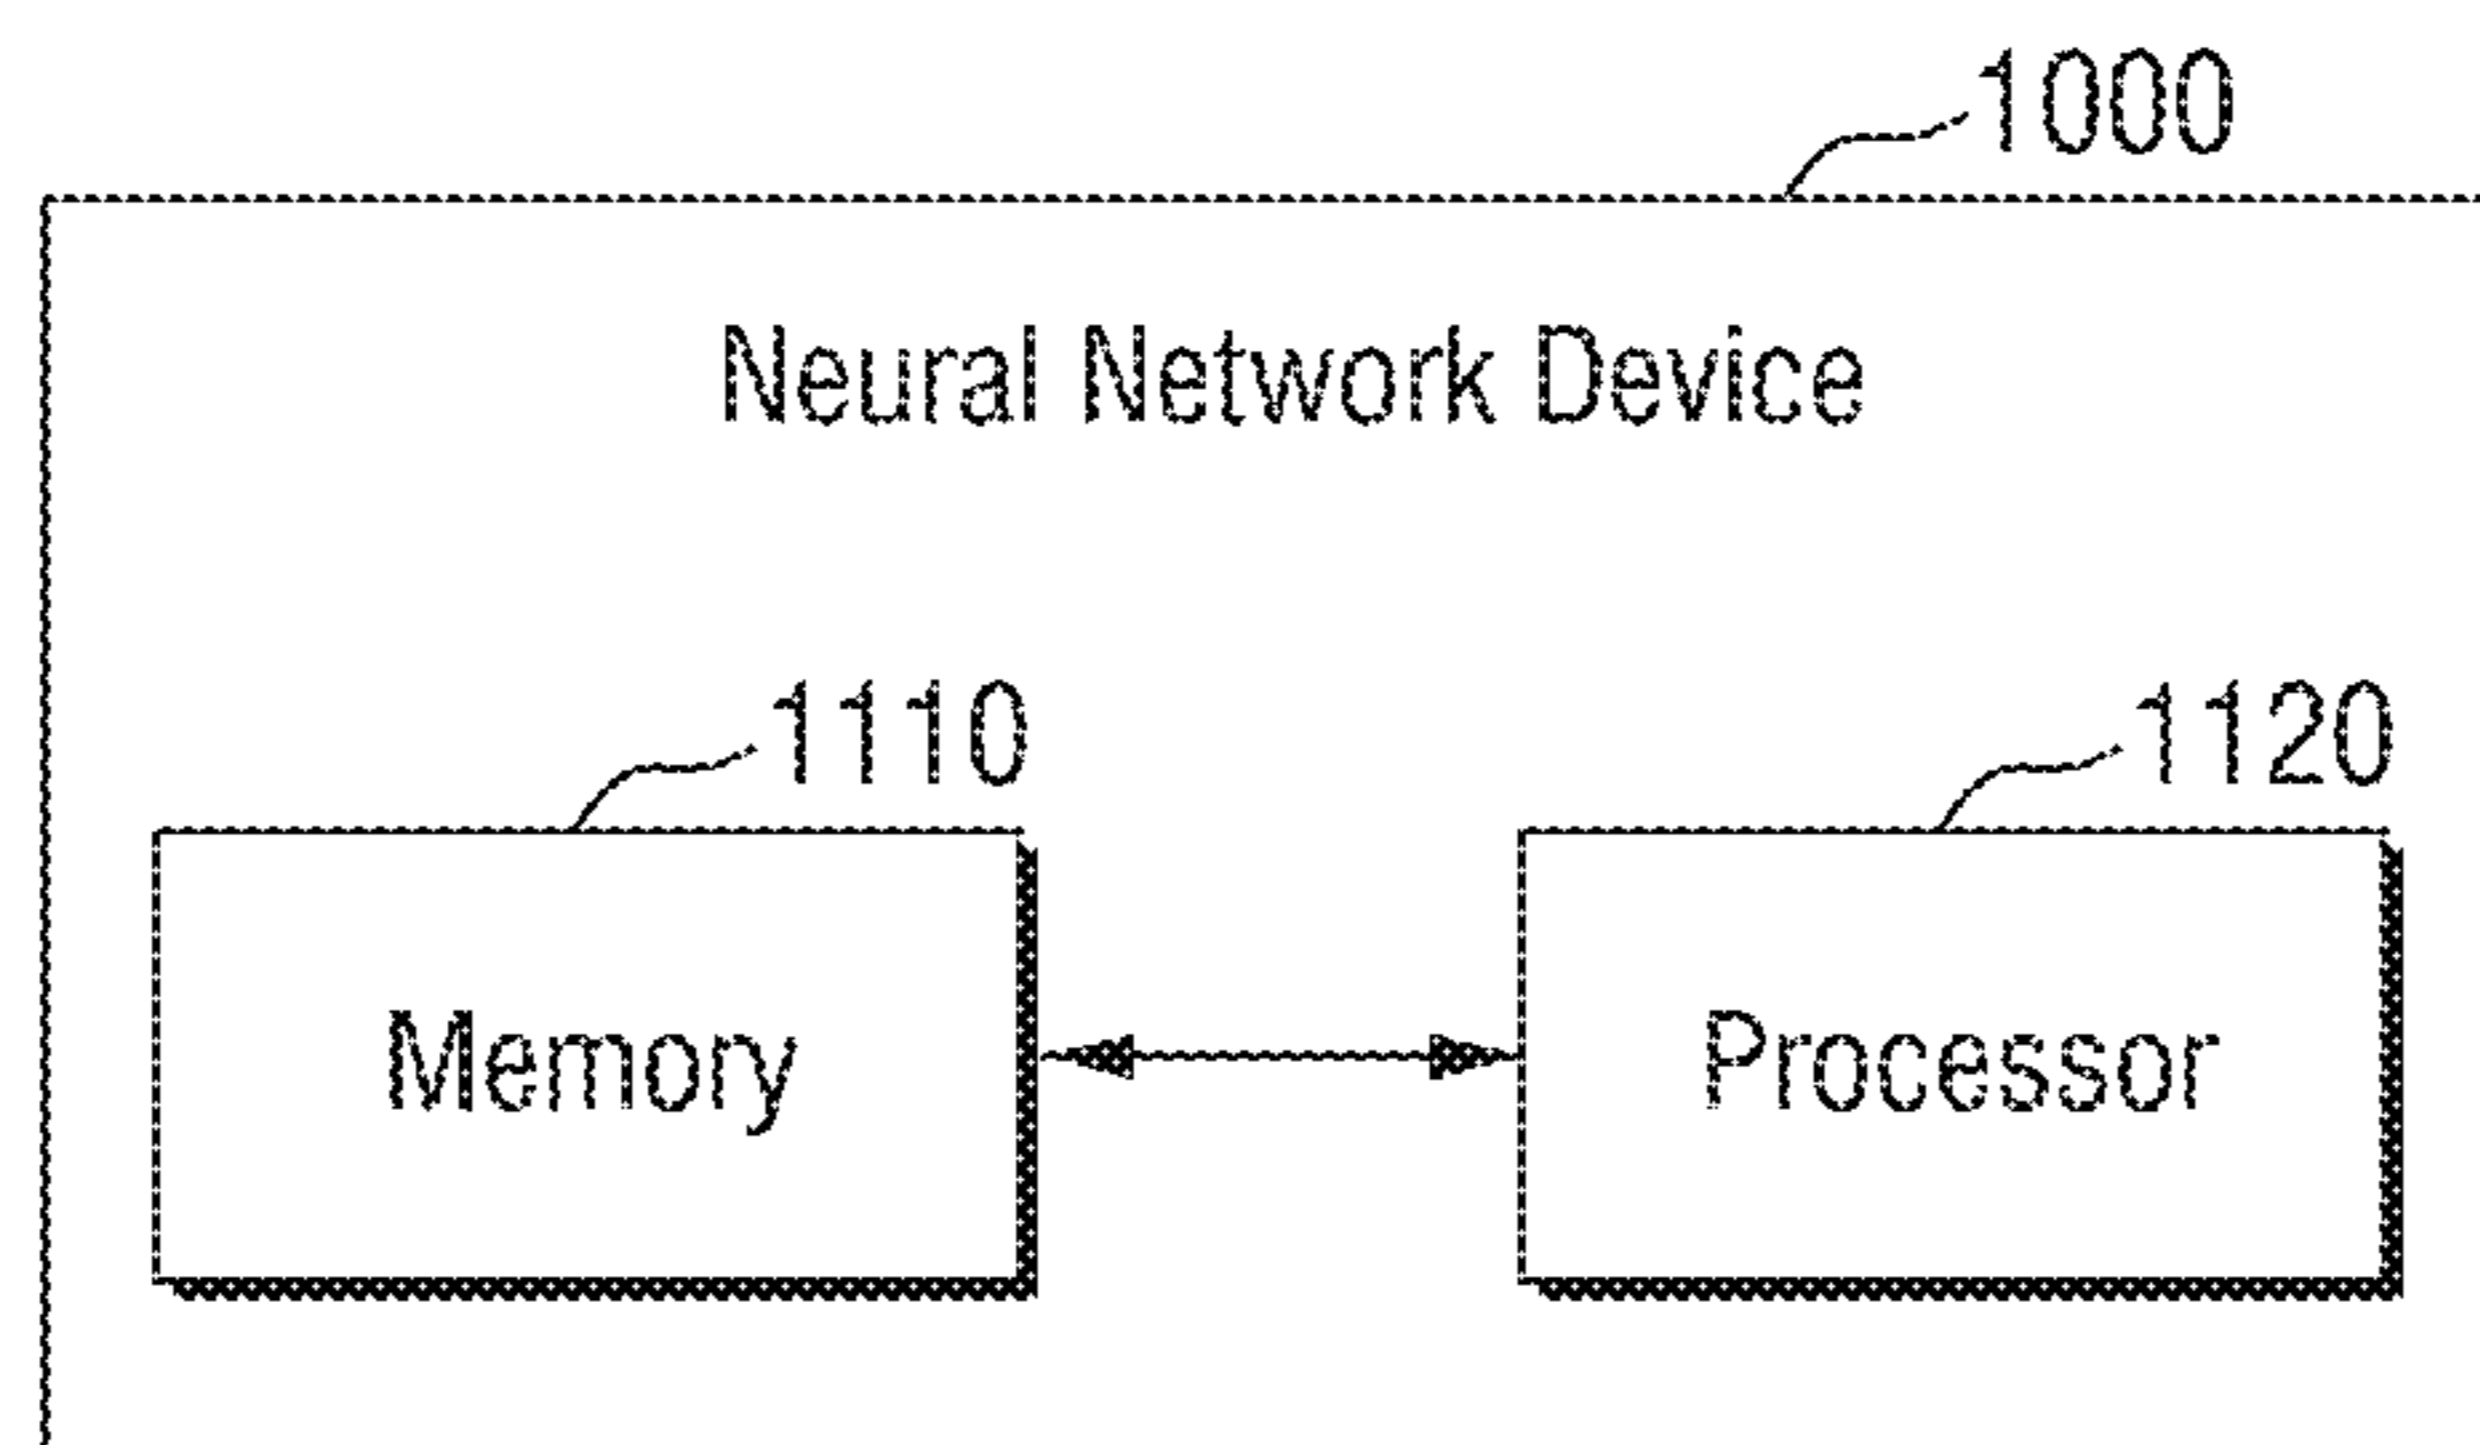 1000
Neural Network Device
1110
1120
Memory
Processor